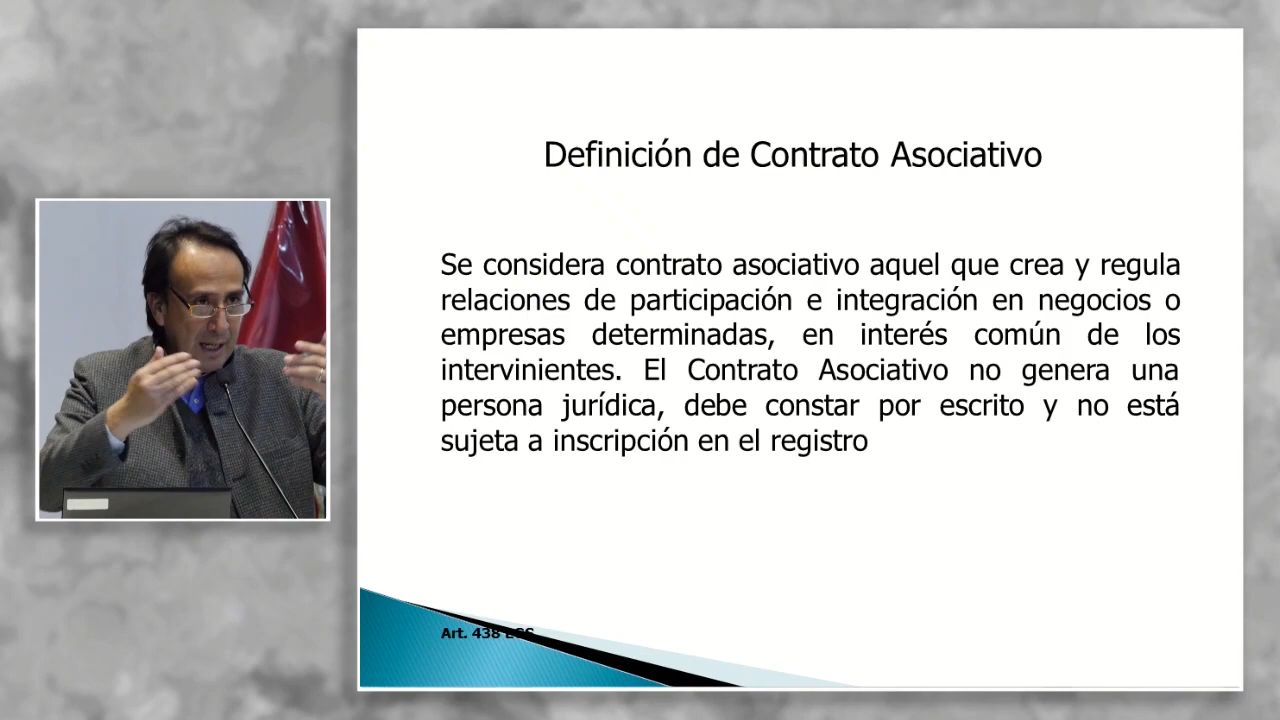 Definición de Contrato Asociativo
Se considera contrato asociativo aquel que crea y regula
relaciones de participación e integración en negocios o
empresas determinadas, en interés común de los
intervinientes. El Contrato Asociativo no genera una
persona jurídica, debe constar por escrito y no está
sujeta a inscripción en el registro
Art. 438